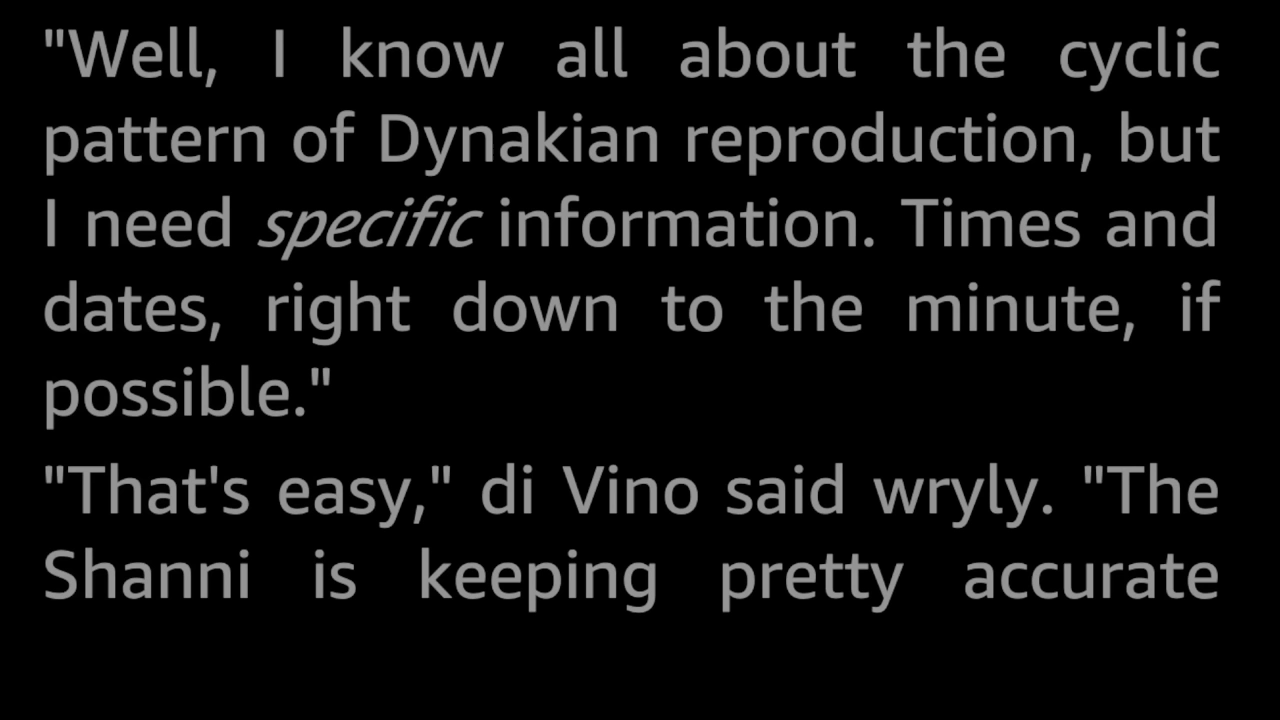 "Well, I know all about the cyclic
pattern of Dynakian reproduction, but
I need specific information. Times and
dates, right down to the minute, if
possible."
"That's easy," di Vino said wryly. "The
Shanni is keeping pretty accurate